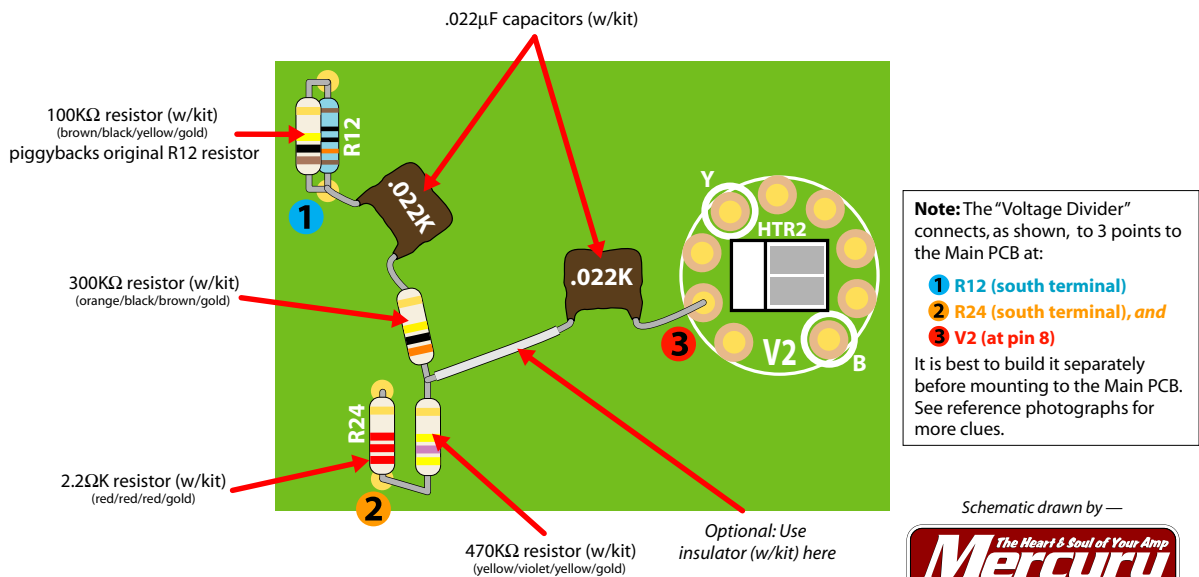 .022µF capacitors (w/kit)
100KΩ resistor (w/kit)
(brown/black/yellow/gold)
piggybacks original R12 resistor
R12
1
.022K
300KΩ resistor (w/kit)
(orange/black/brown/gold)
.022K
Y
HTR2
3
V2
B
R24
2.2ΩK resistor (w/kit)
(red/red/red/gold)
2
470KΩ resistor (w/kit)
(yellow/violet/yellow/gold)
Optional: Use
insulator (w/kit) here
Note: The "Voltage Divider"
connects, as shown, to 3 points to
the Main PCB at:
1 R12 (south terminal)
2 R24 (south terminal), and
3 V2 (at pin 8)
It is best to build it separately
before mounting to the Main PCB.
See reference photographs for
more clues.
Schematic drawn by —
The Heart & Soul of Your Amp
Mercury